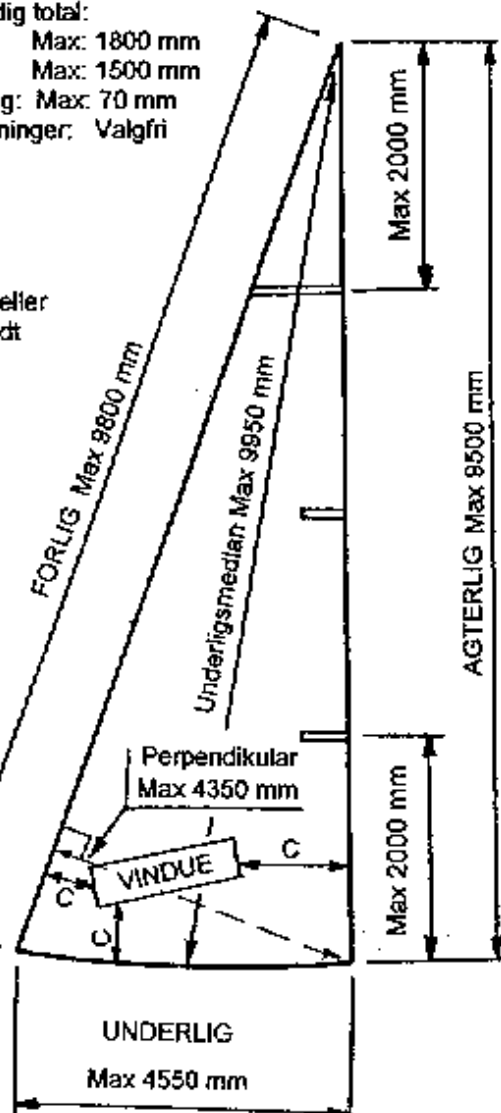 dig total:
Max: 1800 mm
Max: 1500 mm
g: Max: 70 mm
ninger: Valgfri
eller
dt
Max 2000 mm
FORLIG Max 9800 mm
Underligsmedian Max 9950 mm
AGTERLIG Max 9500 mm
Perpendikular
Max 4350 mm
VINDUE
C
C
C
Max 2000 mm
UNDERLIG
Max 4550 mm